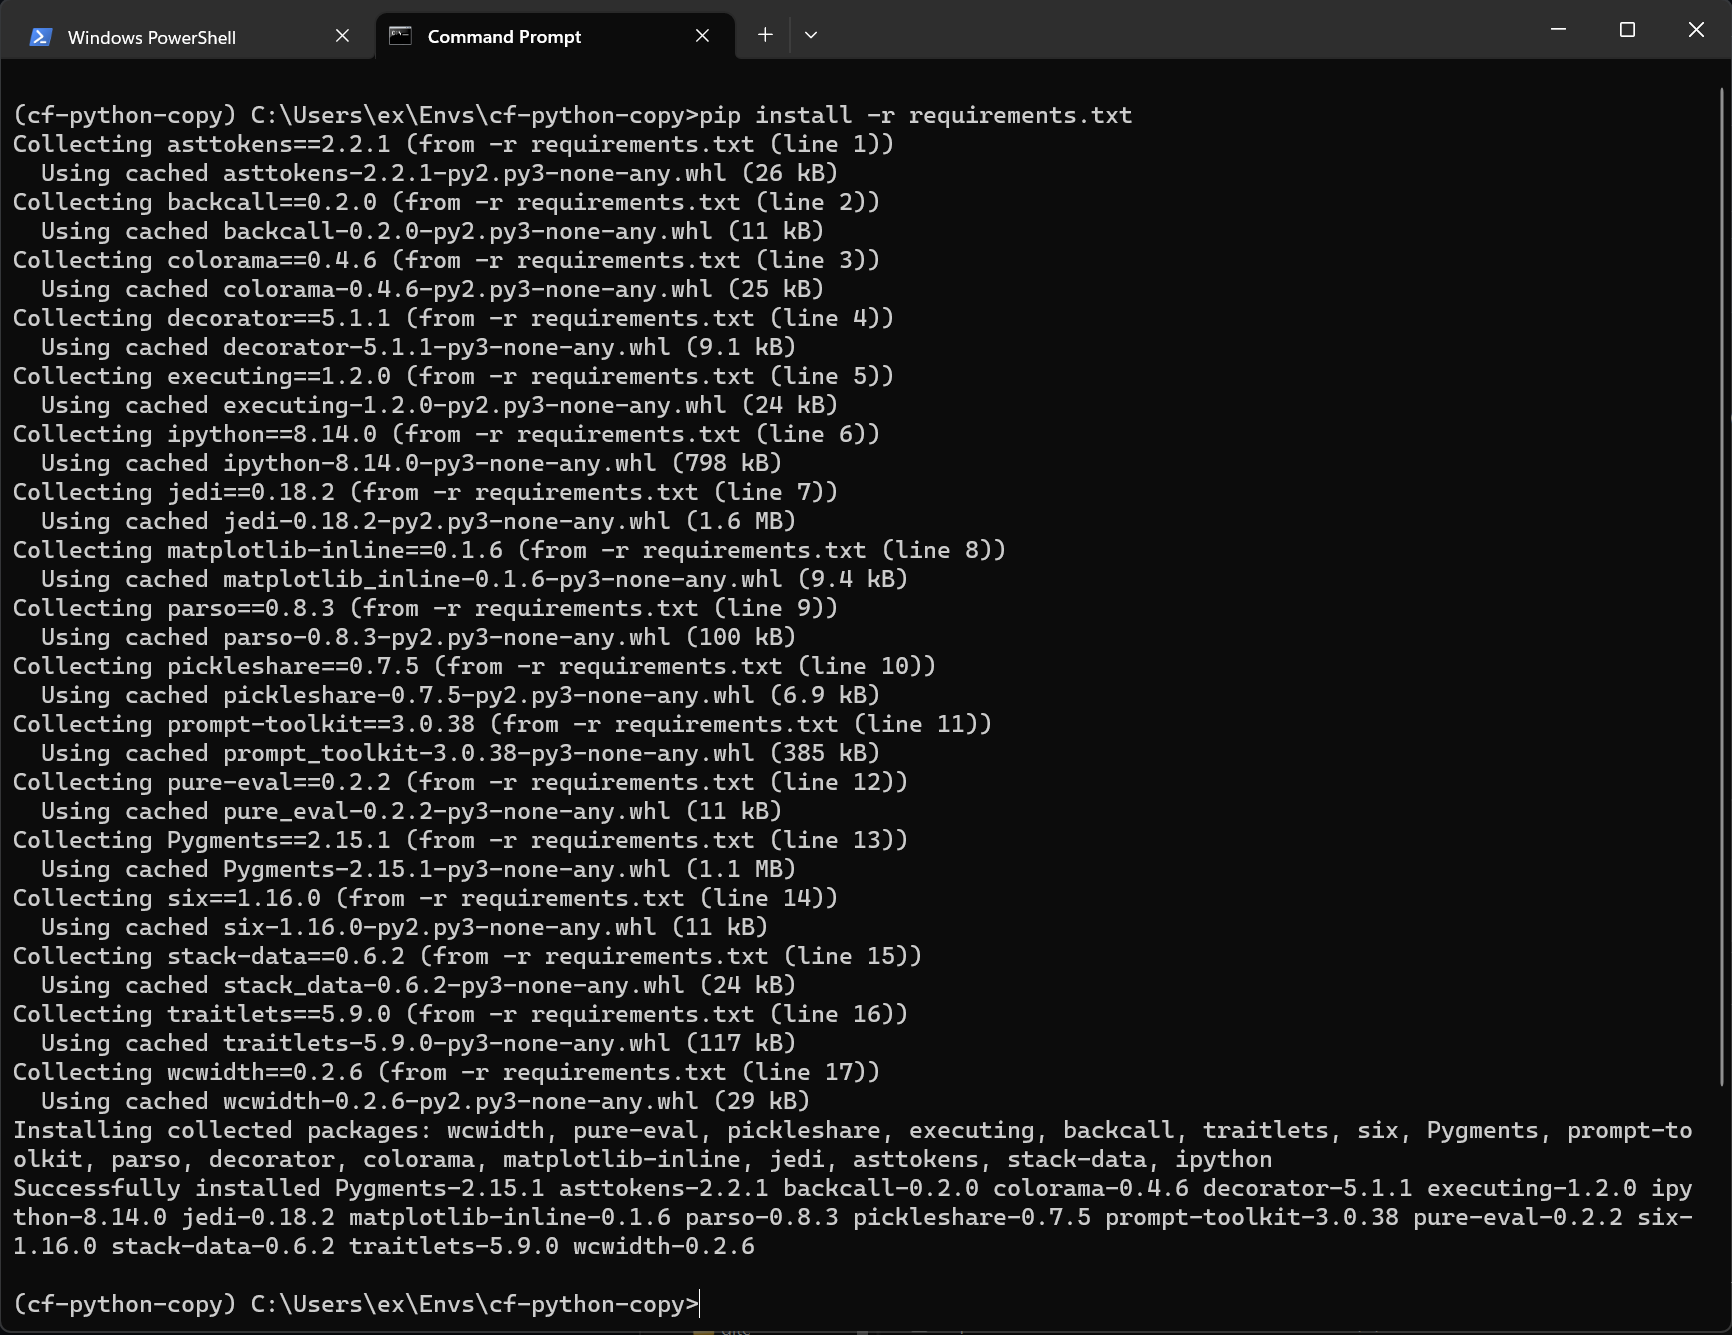 Windows PowerShell
Command Prompt
(cf-python-copy) C:\Users\ex\Envs\cf-python-copy>pip install -r requirements.txt
Collecting asttokens==2.2.1 (from -r requirements.txt (line 1))
  Using cached asttokens-2.2.1-py2.py3-none-any.whl (26 kB)
Collecting backcall==0.2.0 (from -r requirements.txt (line 2))
  Using cached backcall-0.2.0-py2.py3-none-any.whl (11 kB)
Collecting colorama==0.4.6 (from -r requirements.txt (line 3))
  Using cached colorama-0.4.6-py2.py3-none-any.whl (25 kB)
Collecting decorator==5.1.1 (from -r requirements.txt (line 4))
  Using cached decorator-5.1.1-py3-none-any.whl (9.1 kB)
Collecting executing==1.2.0 (from -r requirements.txt (line 5))
  Using cached executing-1.2.0-py2.py3-none-any.whl (24 kB)
Collecting ipython==8.14.0 (from -r requirements.txt (line 6))
  Using cached ipython-8.14.0-py3-none-any.whl (798 kB)
Collecting jedi==0.18.2 (from -r requirements.txt (line 7))
  Using cached jedi-0.18.2-py2.py3-none-any.whl (1.6 MB)
Collecting matplotlib-inline==0.1.6 (from -r requirements.txt (line 8))
  Using cached matplotlib_inline-0.1.6-py3-none-any.whl (9.4 kB)
Collecting parso==0.8.3 (from -r requirements.txt (line 9))
  Using cached parso-0.8.3-py2.py3-none-any.whl (100 kB)
Collecting pickleshare==0.7.5 (from -r requirements.txt (line 10))
  Using cached pickleshare-0.7.5-py2.py3-none-any.whl (6.9 kB)
Collecting prompt-toolkit==3.0.38 (from -r requirements.txt (line 11))
  Using cached prompt_toolkit-3.0.38-py3-none-any.whl (385 kB)
Collecting pure-eval==0.2.2 (from -r requirements.txt (line 12))
  Using cached pure_eval-0.2.2-py3-none-any.whl (11 kB)
Collecting Pygments==2.15.1 (from -r requirements.txt (line 13))
  Using cached Pygments-2.15.1-py3-none-any.whl (1.1 MB)
Collecting six==1.16.0 (from -r requirements.txt (line 14))
  Using cached six-1.16.0-py2.py3-none-any.whl (11 kB)
Collecting stack-data==0.6.2 (from -r requirements.txt (line 15))
  Using cached stack_data-0.6.2-py3-none-any.whl (24 kB)
Collecting traitlets==5.9.0 (from -r requirements.txt (line 16))
  Using cached traitlets-5.9.0-py3-none-any.whl (117 kB)
Collecting wcwidth==0.2.6 (from -r requirements.txt (line 17))
  Using cached wcwidth-0.2.6-py2.py3-none-any.whl (29 kB)
Installing collected packages: wcwidth, pure-eval, pickleshare, executing, backcall, traitlets, six, Pygments, prompt-to
olkit, parso, decorator, colorama, matplotlib-inline, jedi, asttokens, stack-data, ipython
Successfully installed Pygments-2.15.1 asttokens-2.2.1 backcall-0.2.0 colorama-0.4.6 decorator-5.1.1 executing-1.2.0 ipy
thon-8.14.0 jedi-0.18.2 matplotlib-inline-0.1.6 parso-0.8.3 pickleshare-0.7.5 prompt-toolkit-3.0.38 pure-eval-0.2.2 six-
1.16.0 stack-data-0.6.2 traitlets-5.9.0 wcwidth-0.2.6
(cf-python-copy) C:\Users\ex\Envs\cf-python-copy>